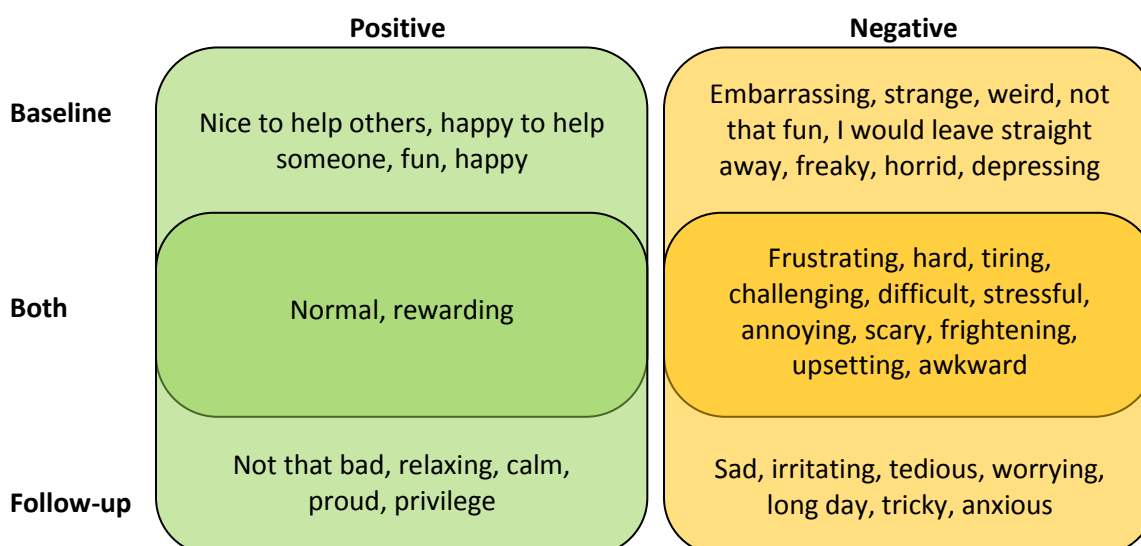 Positive
Negative
Baseline
Nice to help others, happy to help
someone, fun, happy
Embarrassing, strange, weird, not
that fun, I would leave straight
away, freaky, horrid, depressing
Both
Normal, rewarding
Frustrating, hard, tiring,
challenging, difficult, stressful,
annoying, scary, frightening,
upsetting, awkward
Follow-up
Not that bad, relaxing, calm,
proud, privilege
Sad, irritating, tedious, worrying,
long day, tricky, anxious